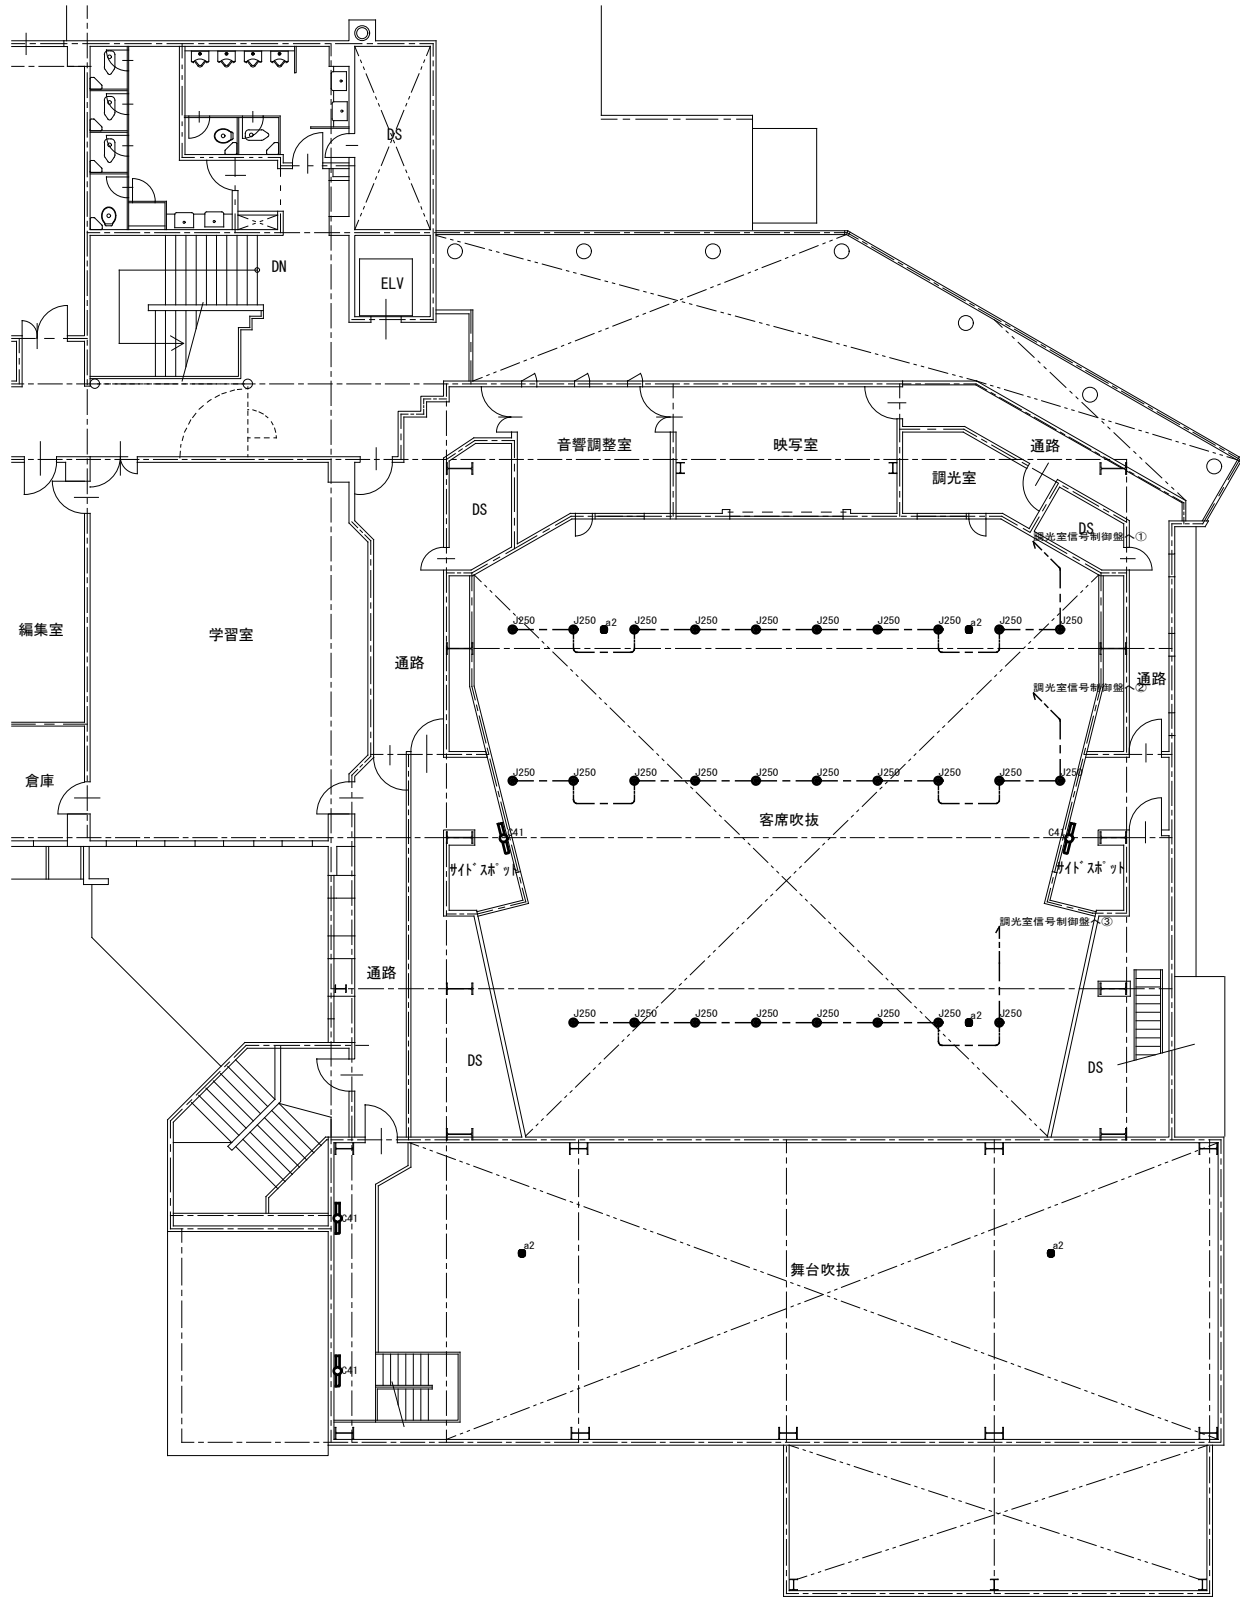 DS
DN
ELV
音響調整室
映写室
通路
調光室
DS
DS
調光室信号制御盤へ①
編集室
学習室
J250 J250 a2 J250 J250 J250 J250 J250 J250 a2 J250 J250
通路
通路
調光室信号制御盤へ②
倉庫
J250 J250 J250 J250 J250 J250 J250 J250 J250 J250
客席吹抜
C41
C41
サイドスポット
サイドスポット
調光室信号制御盤へ③
通路
J250 J250 J250 J250 J250 J250 J250 a2 J250
DS
DS
C41
a2
a2
舞台吹抜
C41